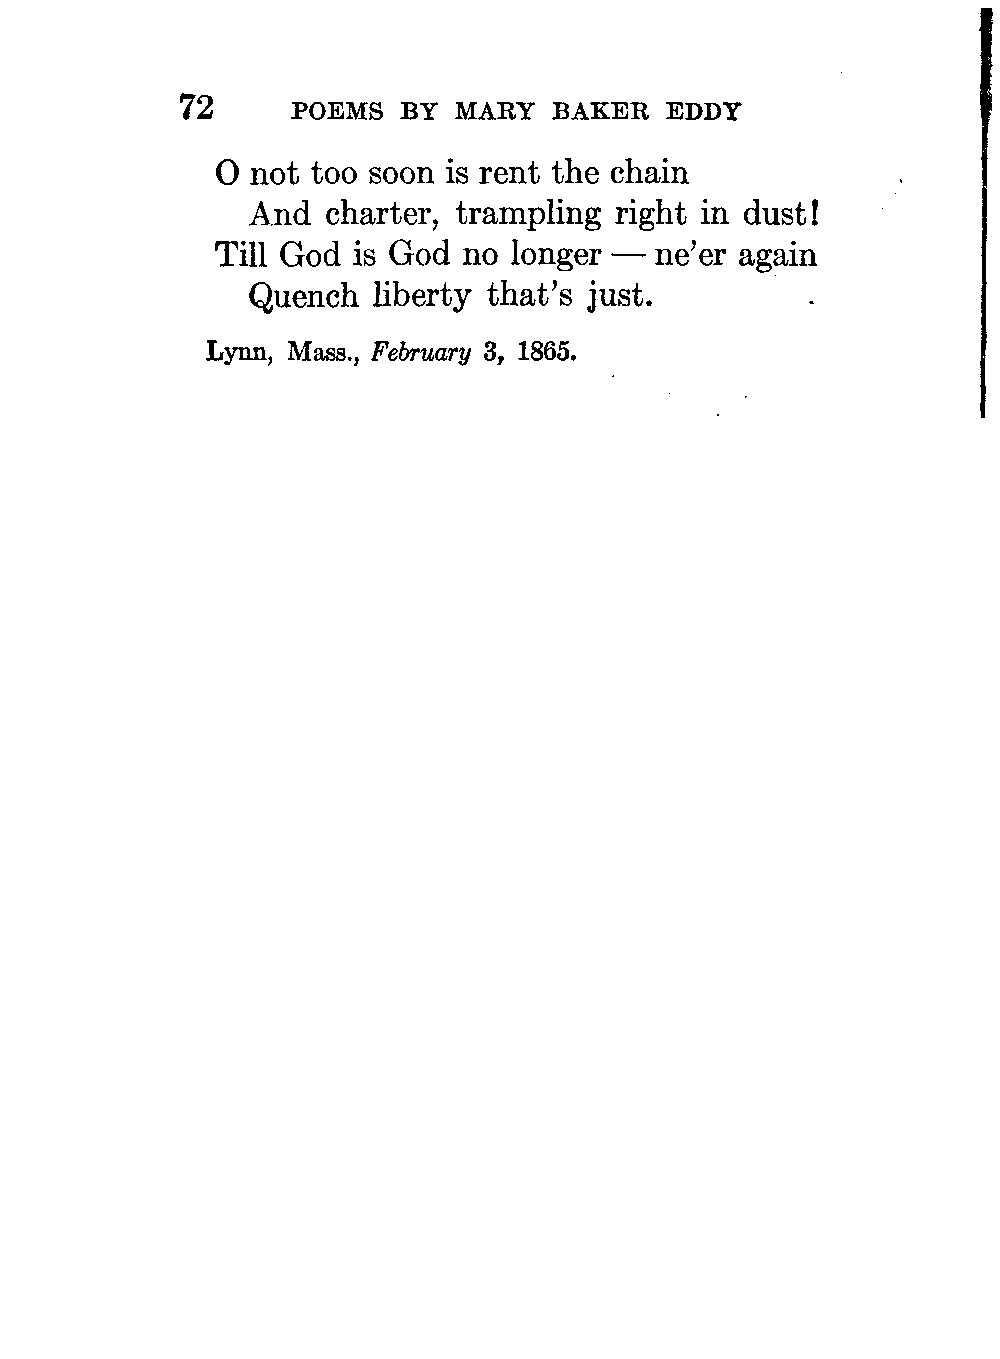 72 POEMS BY MARY BAKER EDDY
O not too soon is rent the chain
And charter, trampling right in dust!
Till God is God no longer — ne'er again
Quench liberty that's just.
Lynn, Mass., February 3, 1865.